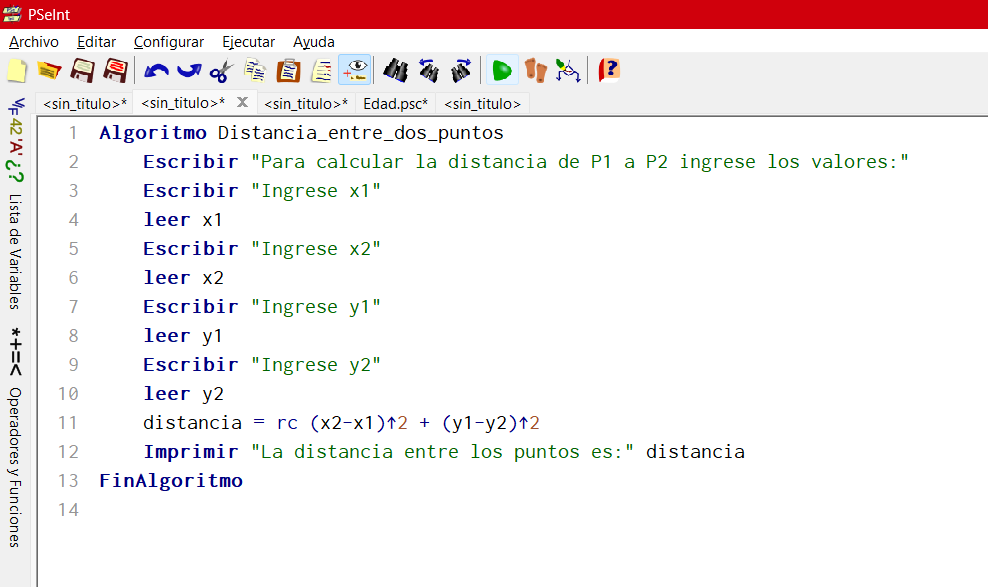 PSeInt
Archivo Editar Configurar Ejecutar Ayuda
<sin_titulo>* <sin_titulo>* X <sin_titulo>* Edad.psc* <sin_titulo>
1 Algoritmo Distancia_entre_dos_puntos
2 Escribir "Para calcular la distancia de P1 a P2 ingrese los valores:"
3 Escribir "Ingrese x1"
4 leer x1
5 Escribir "Ingrese x2"
6 leer x2
7 Escribir "Ingrese y1"
8 leer y1
9 Escribir "Ingrese y2"
10 leer y2
11 distancia = rc (x2-x1)↑2 + (y1-y2)↑2
12 Imprimir "La distancia entre los puntos es:" distancia
13 FinAlgoritmo
14
VF 42 'A' ¿? Lista de Variables
*+=< Operadores y Funciones